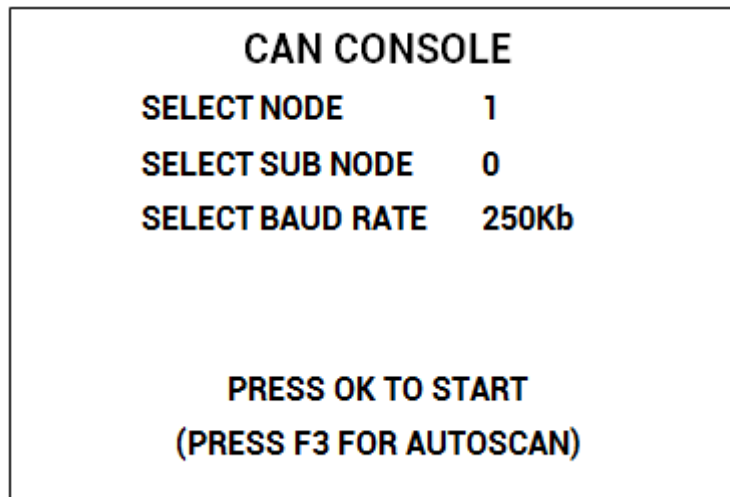 CAN CONSOLE
SELECT NODE 1
SELECT SUB NODE 0
SELECT BAUD RATE 250Kb
PRESS OK TO START
(PRESS F3 FOR AUTOSCAN)